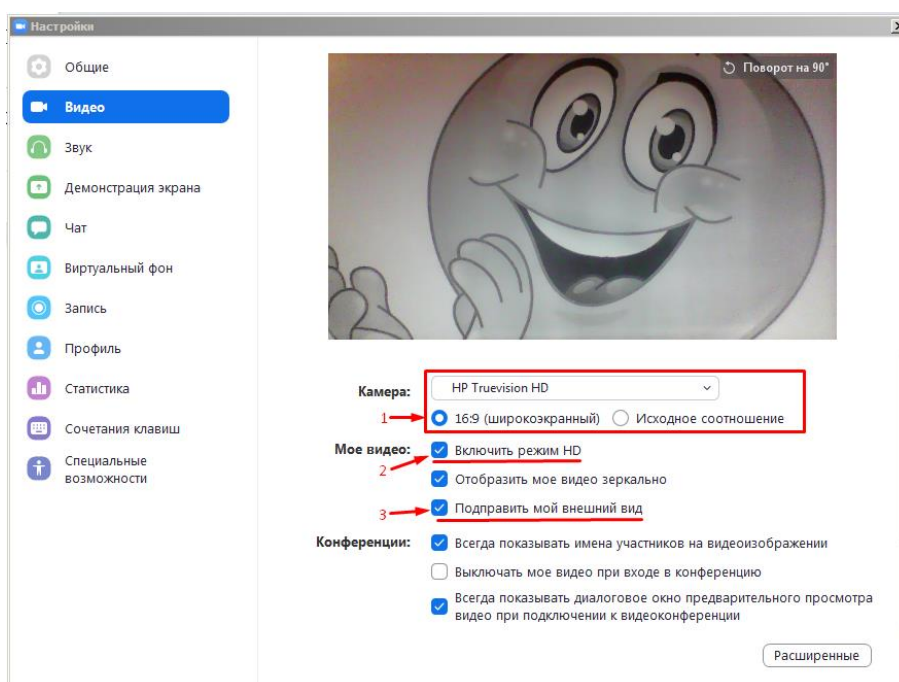 Настройки
Общие
Видео
Звук
Демонстрация экрана
Чат
Виртуальный фон
Запись
Профиль
Статистика
Сочетания клавиш
Специальные
возможности
Поворот на 90°
Камера: HP Truevision HD
1 16:9 (широкоэкранный) Исходное соотношение
Мое видео: Включить режим HD
2
Отобразить мое видео зеркально
3 Подправить мой внешний вид
Конференции: Всегда показывать имена участников на видеоизображении
Выключать мое видео при входе в конференцию
Всегда показывать диалоговое окно предварительного просмотра
видео при подключении к видеоконференции
Расширенные